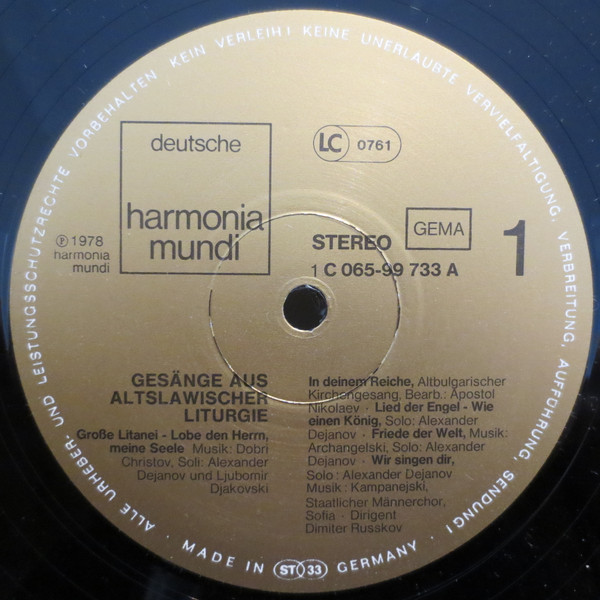 ALLE URHEBER- UND LEISTUNGSSCHUTZRECHTE VORBEHALTEN KEIN VERLEIH! KEINE UNERLAUBTE VERVIELFÄLTIGUNG, VERBREITUNG, AUFFÜHRUNG, SENDUNG!
deutsche
harmonia
mundi
LC 0761
℗ 1978
harmonia
mundi
STEREO
GEMA
1
1 C 065-99 733 A
GESÄNGE AUS
ALTSLAWISCHER
LITURGIE
Große Litanei - Lobe den Herrn,
meine Seele Musik: Dobri
Christov, Soli: Alexander
Dejanov und Ljubomir
Djakovski
In deinem Reiche, Altbulgarischer
Kirchengesang, Bearb.: Apostol
Nikolaev · Lied der Engel - Wie
einen König, Solo: Alexander
Dejanov · Friede der Welt, Musik:
Archangelski, Solo: Alexander
Dejanov · Wir singen dir,
Solo: Alexander Dejanov
Musik: Kampanejski,
Staatlicher Männerchor,
Sofia · Dirigent
Dimiter Russkov
· MADE IN ST 33 GERMANY ·